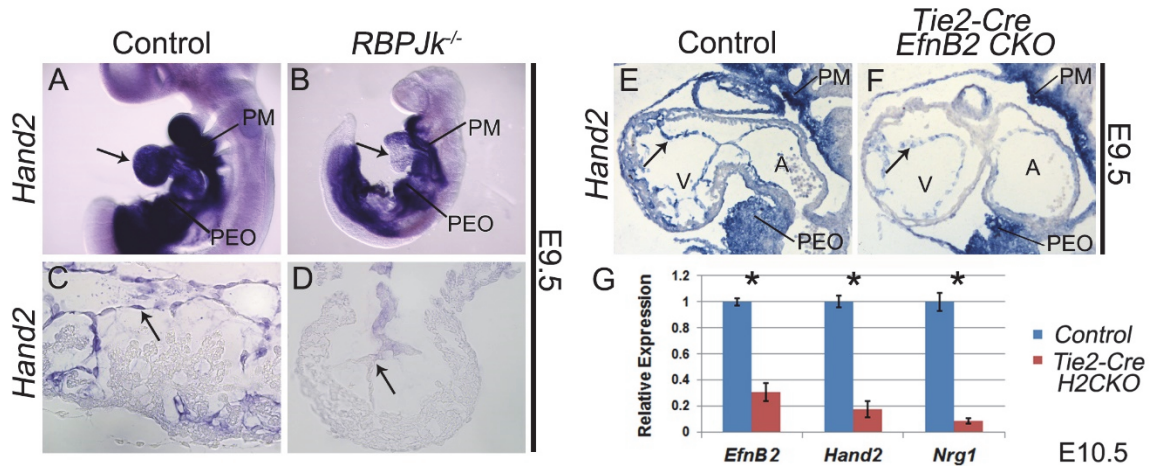 Control
RBPJk-/-
Hand2
A
PM
PEO
B
PM
PEO
E9.5
Hand2
C
D
Control
Tie2-Cre
EfnB2 CKO
Hand2
E
PM
V
A
PEO
F
PM
V
A
PEO
E9.5
G
Relative Expression
1.2
1
0.8
0.6
0.4
0.2
0
*
*
*
EfnB2
Hand2
Nrg1
Control
Tie2-Cre
H2CKO
E10.5